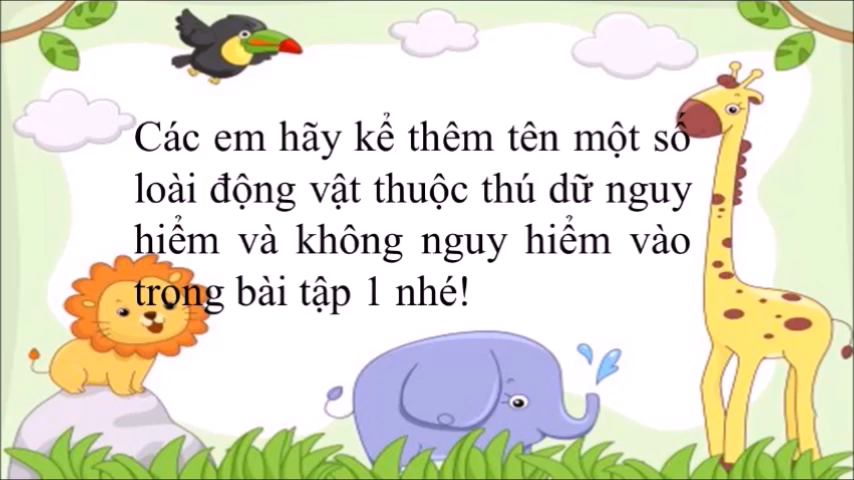 Các em hãy kể thêm tên một số
loài động vật thuộc thú dữ nguy
hiểm và không nguy hiểm vào
trong bài tập 1 nhé!